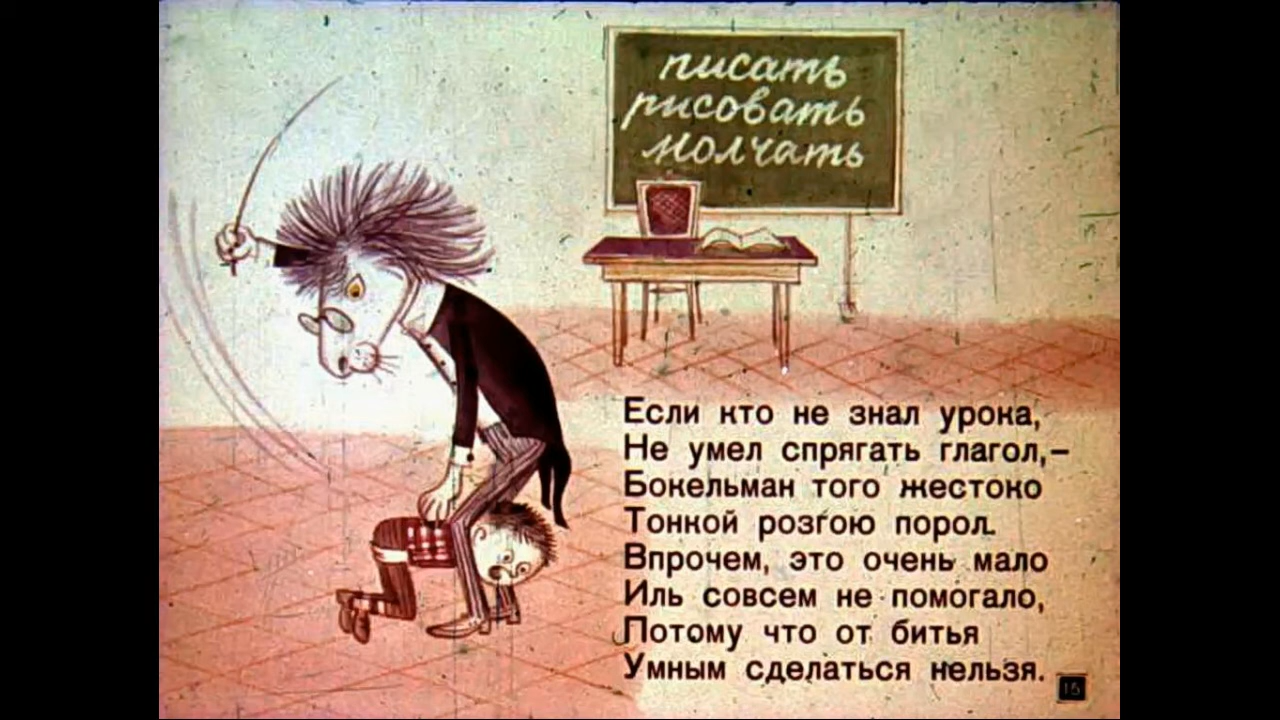 писать
рисовать
молчать
Если кто не знал урока,
Не умел спрягать глагол,—
Бокельман того жестоко
Тонкой розгою порол.
Впрочем, это очень мало
Иль совсем не помогало,
Потому что от битья
Умным сделаться нельзя.
15